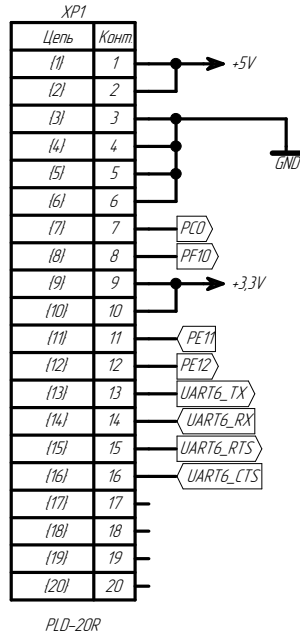 XP1
Цепь Конт.
{1} 1 +5V
{2} 2
{3} 3
{4} 4 GND
{5} 5
{6} 6
{7} 7 PC0
{8} 8 PF10
{9} 9 +3,3V
{10} 10
{11} 11 PE11
{12} 12 PE12
{13} 13 UART6_TX
{14} 14 UART6_RX
{15} 15 UART6_RTS
{16} 16 UART6_CTS
{17} 17
{18} 18
{19} 19
{20} 20
PLD-20R